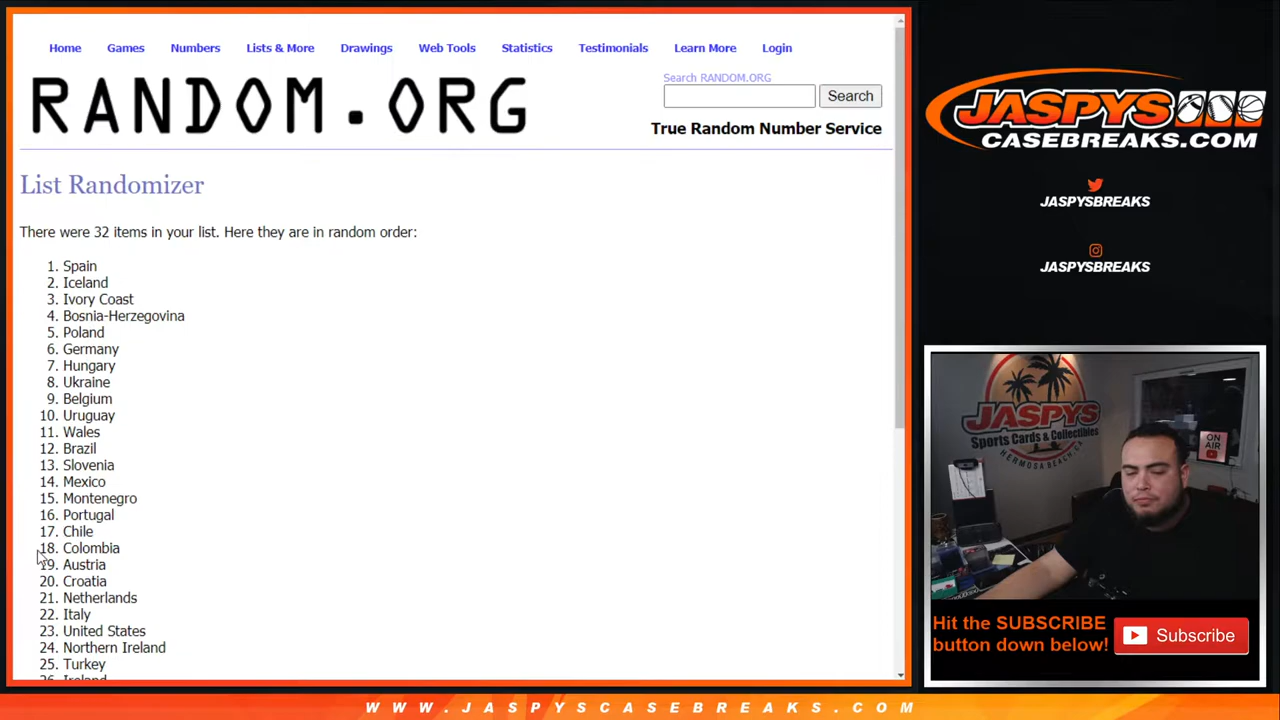 Home Games Numbers Lists & More Drawings Web Tools Statistics Testimonials Learn More Login
RANDOM.ORG
Search RANDOM.ORG
Search
True Random Number Service
List Randomizer
There were 32 items in your list. Here they are in random order:
1. Spain
2. Iceland
3. Ivory Coast
4. Bosnia-Herzegovina
5. Poland
6. Germany
7. Hungary
8. Ukraine
9. Belgium
10. Uruguay
11. Wales
12. Brazil
13. Slovenia
14. Mexico
15. Montenegro
16. Portugal
17. Chile
18. Colombia
19. Austria
20. Croatia
21. Netherlands
22. Italy
23. United States
24. Northern Ireland
25. Turkey
26. Ireland
JASPYS
CASEBREAKS.COM
JASPYSBREAKS
JASPYSBREAKS
JASPYS
Sports Cards & Collectibles
HERMOSA BEACH, CA
ON
AIR
Hit the SUBSCRIBE
button down below!
Subscribe
WWW.JASPYSCASEBREAKS.COM